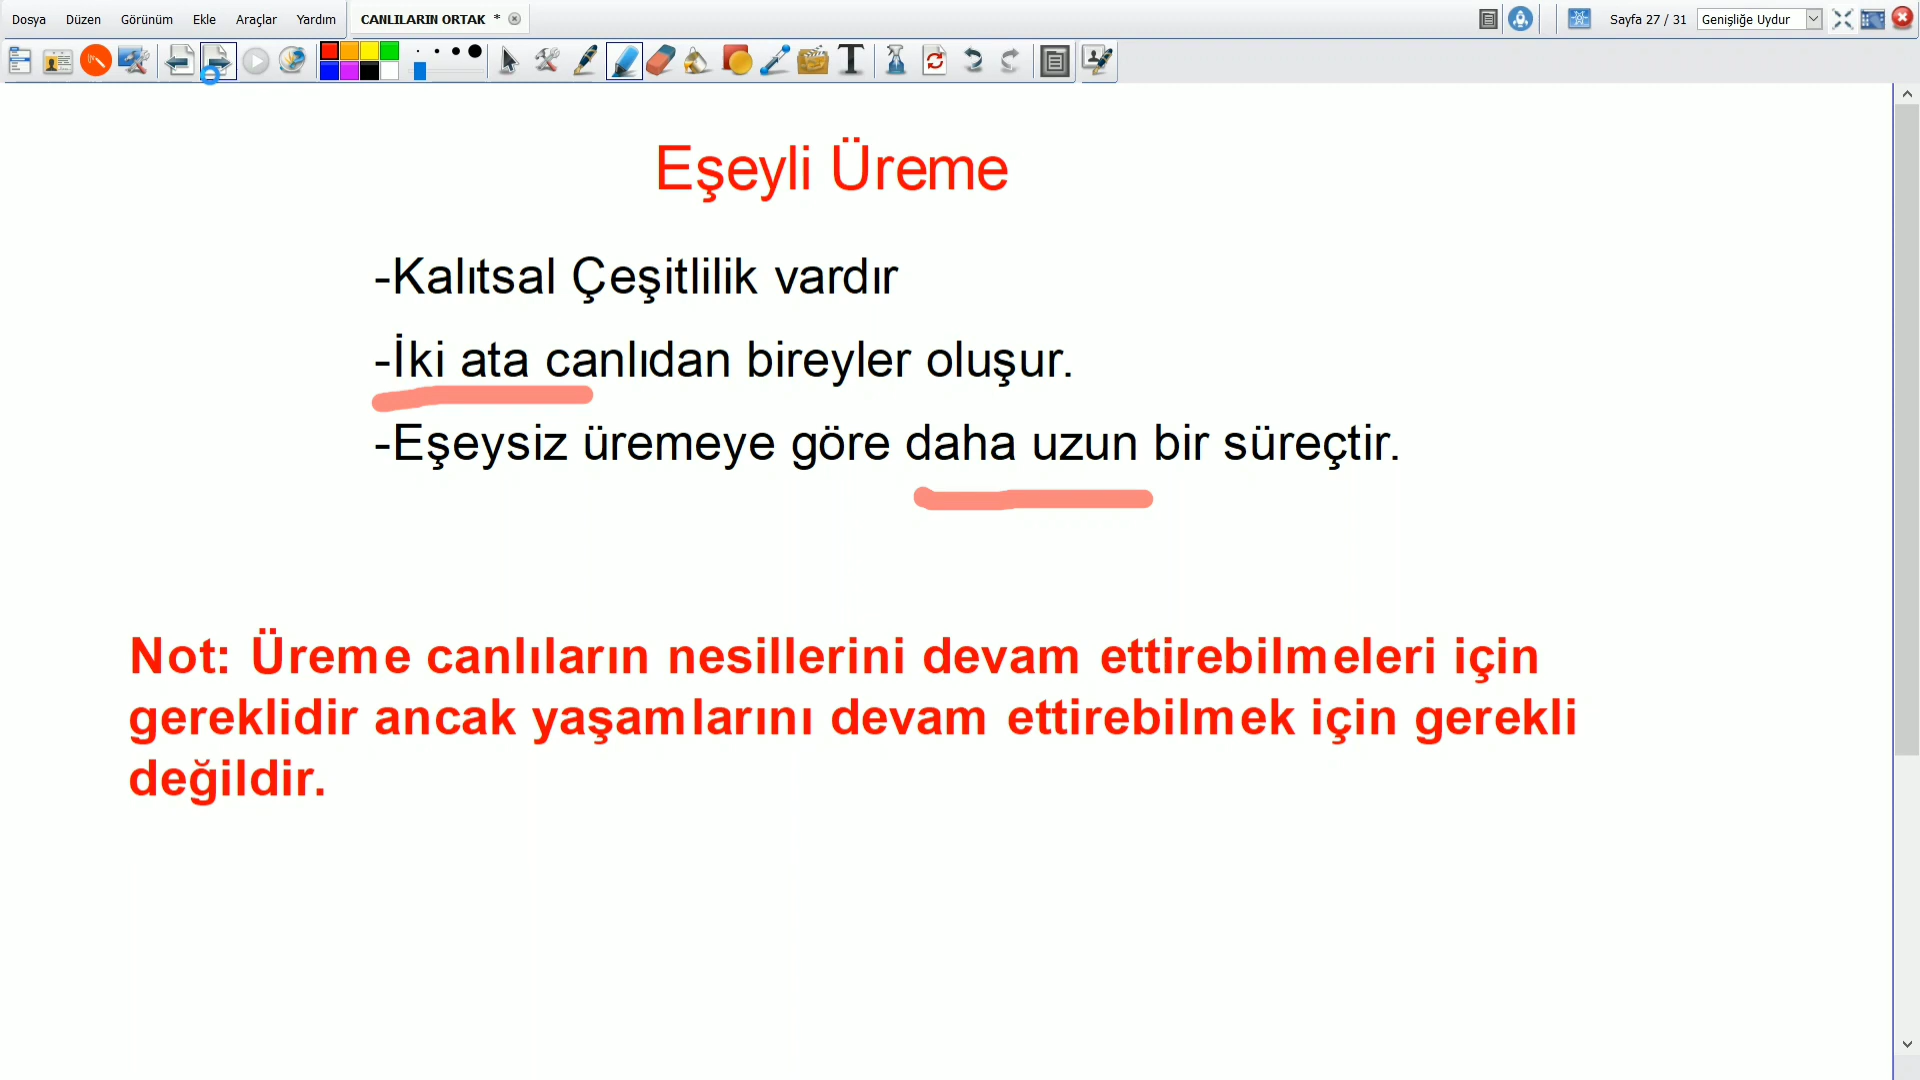 Dosya Düzen Görünüm Ekle Araçlar Yardım CANLILARIN ORTAK * Sayfa 27 / 31 Genişliğe Uydur
Eşeyli Üreme
-Kalıtsal Çeşitlilik vardır
-İki ata canlıdan bireyler oluşur.
-Eşeysiz üremeye göre daha uzun bir süreçtir.
Not: Üreme canlıların nesillerini devam ettirebilmeleri için
gereklidir ancak yaşamlarını devam ettirebilmek için gerekli
değildir.